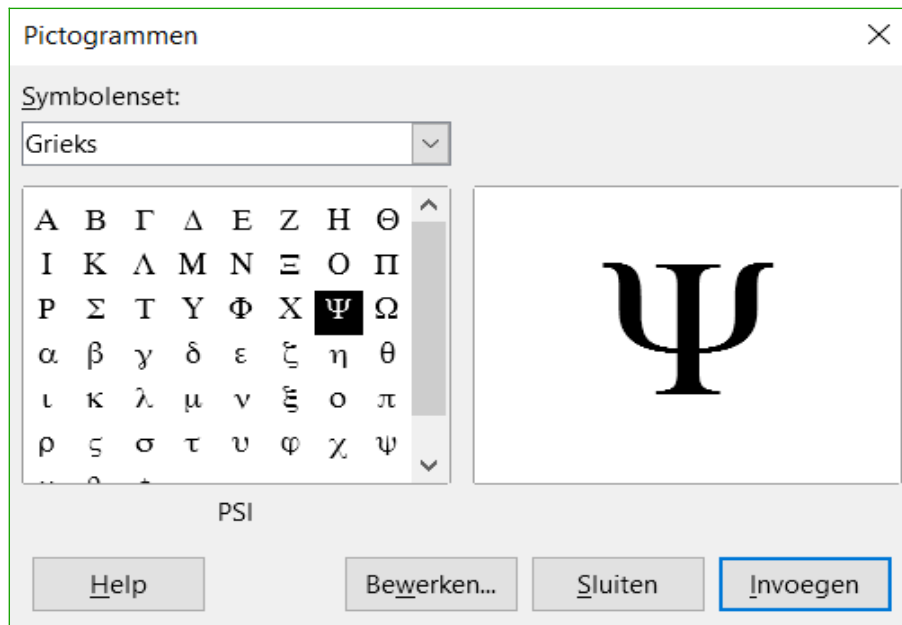 Pictogrammen
Symbolenset:
Grieks
Α Β Γ Δ Ε Ζ Η Θ
Ι Κ Λ Μ Ν Ξ Ο Π
Ρ Σ Τ Υ Φ Χ Ψ Ω
α β γ δ ε ζ η θ
ι κ λ μ ν ξ ο π
ρ ς σ τ υ φ χ ψ
Ψ
PSI
Help Bewerken... Sluiten Invoegen